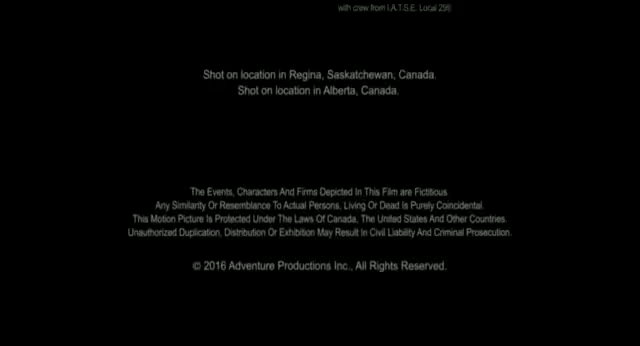 with crew from I.A.T.S.E. Local 295
Shot on location in Regina, Saskatchewan, Canada.
Shot on location in Alberta, Canada.
The Events, Characters And Firms Depicted In This Film are Fictitious.
Any Similarity Or Resemblance To Actual Persons, Living Or Dead Is Purely Coincidental.
This Motion Picture Is Protected Under The Laws Of Canada, The United States And Other Countries.
Unauthorized Duplication, Distribution Or Exhibition May Result In Civil Liability And Criminal Prosecution.
© 2016 Adventure Productions Inc., All Rights Reserved.